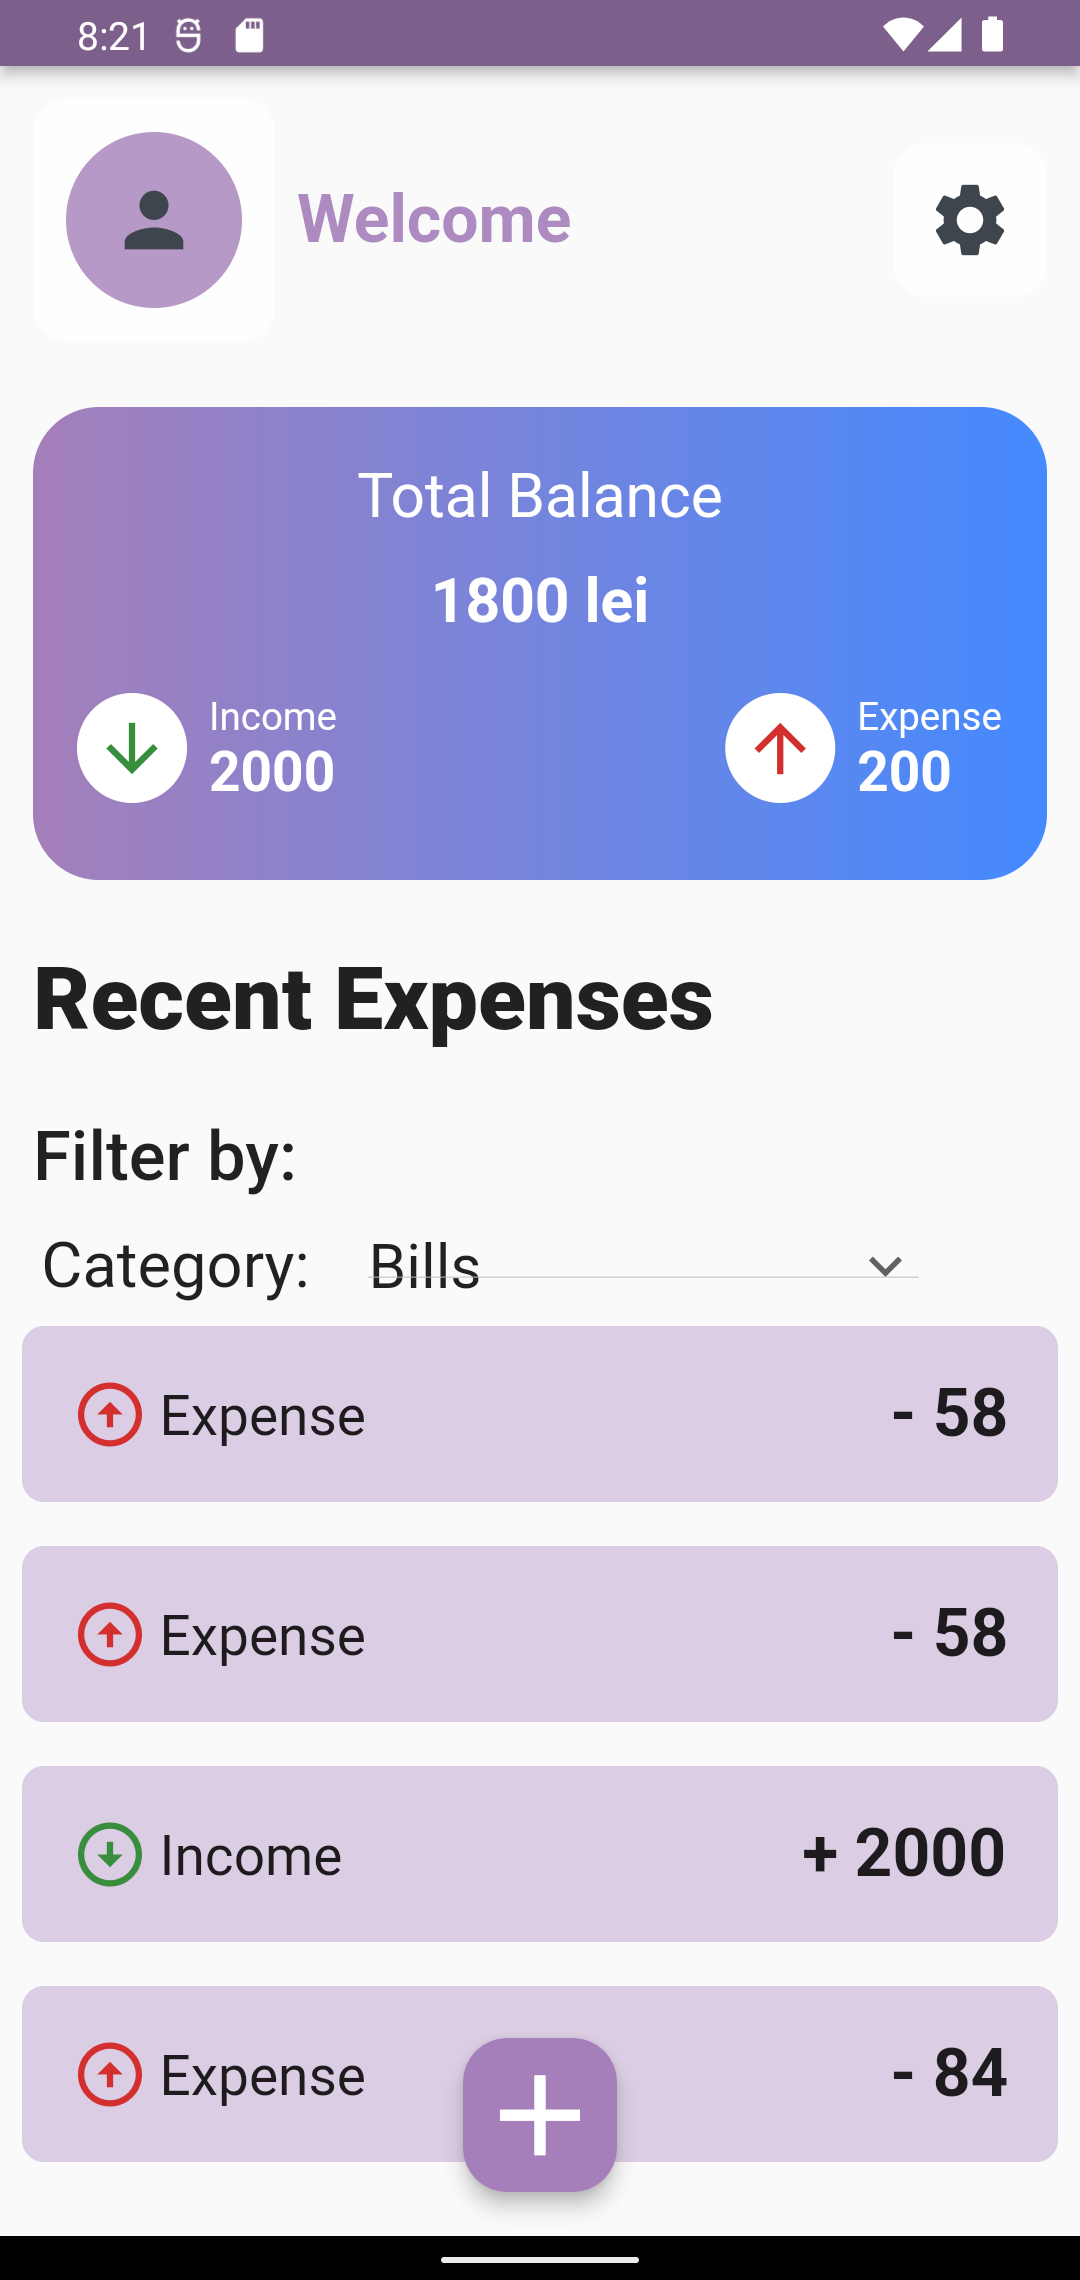 8:21
Welcome
Total Balance
1800 lei
Income
2000
Expense
200
Recent Expenses
Filter by:
Category: Bills
Expense - 58
Expense - 58
Income + 2000
Expense - 84